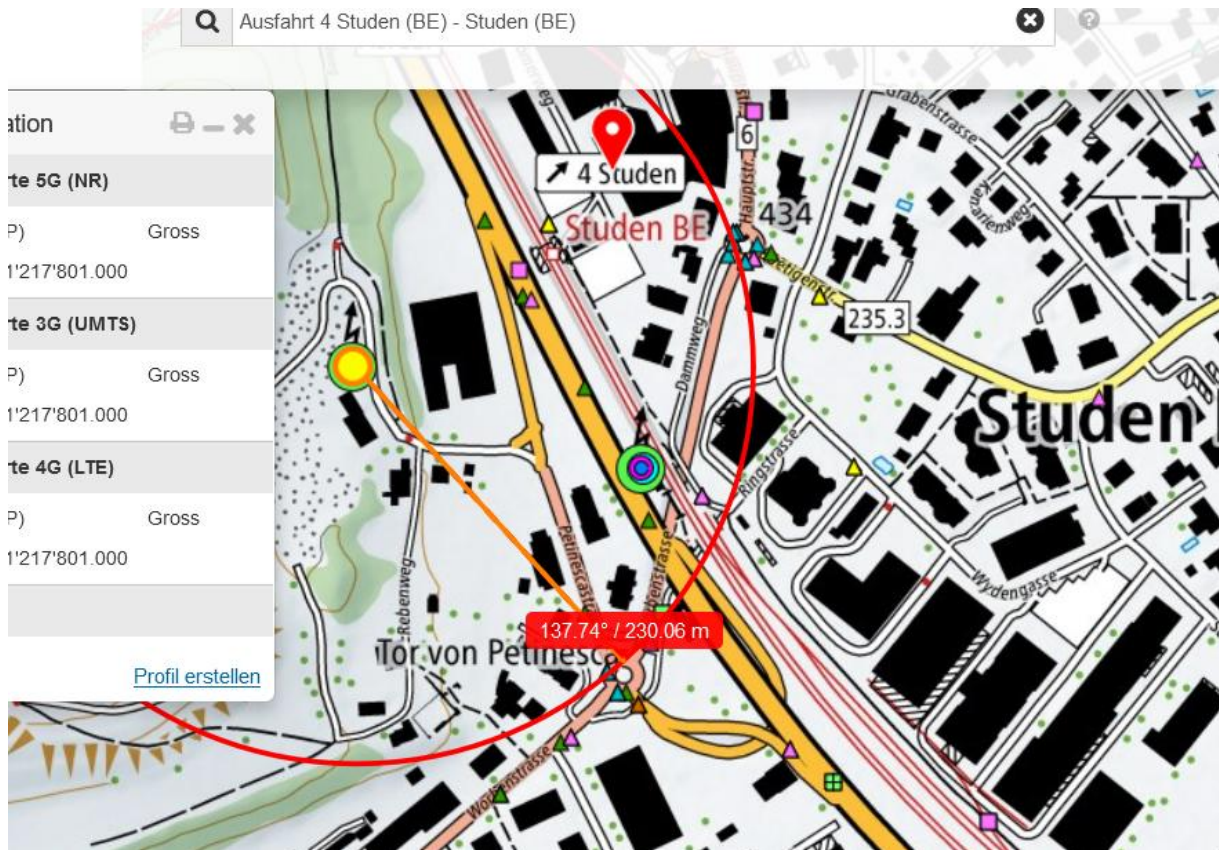 Ausfahrt 4 Studen (BE) - Studen (BE)
ation
rte 5G (NR)
P) Gross
1'217'801.000
rte 3G (UMTS)
P) Gross
1'217'801.000
rte 4G (LTE)
P) Gross
1'217'801.000
Profil erstellen
Grabenstrasse
6
4 Studen
Hauptstr.
Kanarienweg
Studen BE
434
etigenstr.
235.3
Dammweg
Studen
Ringstrasse
Wydengasse
Petinescastr
benstrasse
Rebenweg
137.74° / 230.06 m
Tor von Petinesca
Worbenstrasse